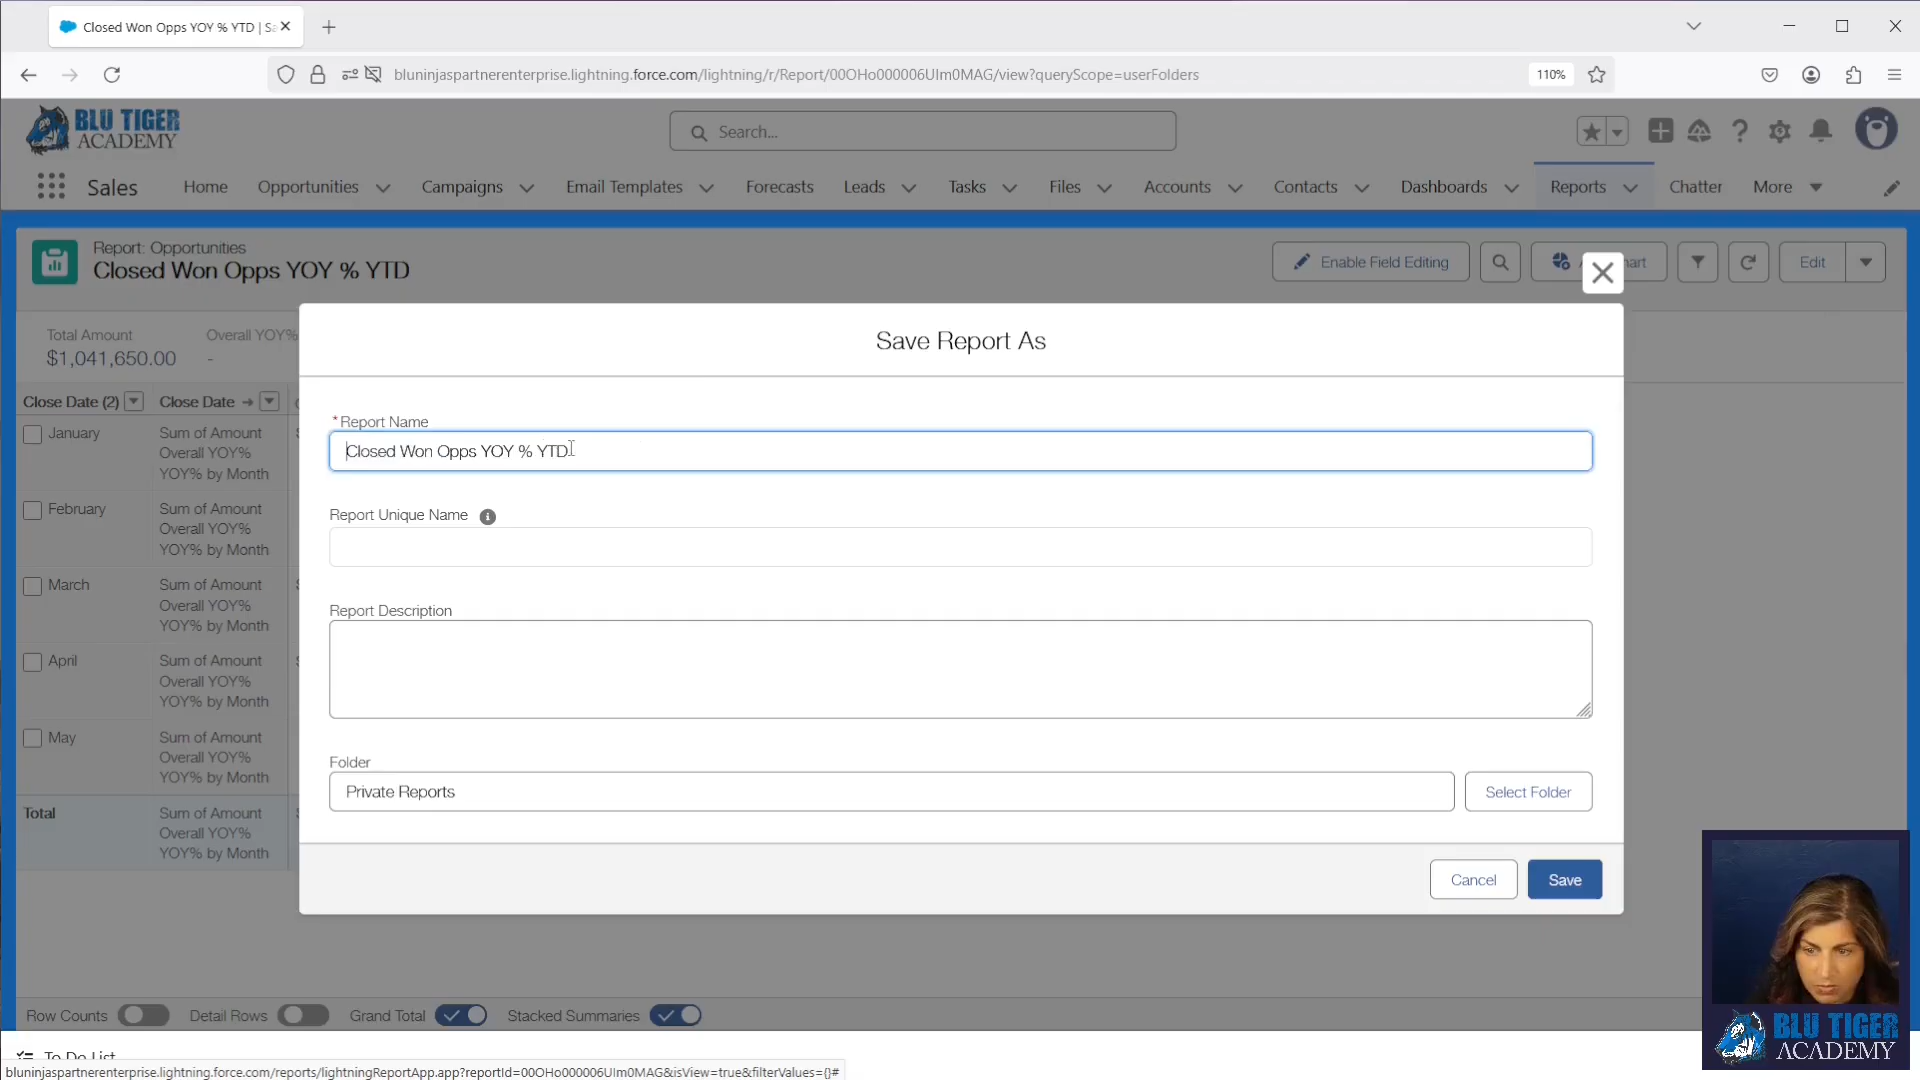 Closed Won Opps YOY % YTD | Sa
bluninjaspartnerenterprise.lightning.force.com/lightning/r/Report/00OHo000006UIm0MAG/view?queryScope=userFolders
110%
BLU TIGER
ACADEMY
Search...
Sales
Home
Opportunities
Campaigns
Email Templates
Forecasts
Leads
Tasks
Files
Accounts
Contacts
Dashboards
Reports
Chatter
More
Report: Opportunities
Closed Won Opps YOY % YTD
Enable Field Editing
Edit
Total Amount
$1,041,650.00
Overall YOY%
-
Close Date (2)
Close Date
January
Sum of Amount
Overall YOY%
YOY% by Month
February
Sum of Amount
Overall YOY%
YOY% by Month
March
Sum of Amount
Overall YOY%
YOY% by Month
April
Sum of Amount
Overall YOY%
YOY% by Month
May
Sum of Amount
Overall YOY%
YOY% by Month
Total
Sum of Amount
Overall YOY%
YOY% by Month
Save Report As
* Report Name
Closed Won Opps YOY % YTD
Report Unique Name
Report Description
Folder
Private Reports
Select Folder
Cancel
Save
Row Counts
Detail Rows
Grand Total
Stacked Summaries
To Do List
bluninjaspartnerenterprise.lightning.force.com/reports/lightningReportApp.app?reportId=00OHo000006UIm0MAG&isView=true&filterValues={}#
BLU TIGER
ACADEMY